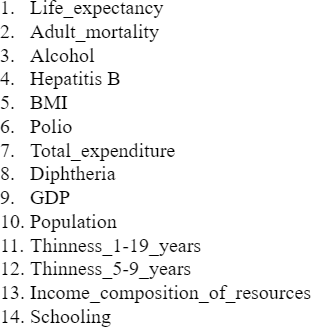 1. Life_expectancy
2. Adult_mortality
3. Alcohol
4. Hepatitis B
5. BMI
6. Polio
7. Total_expenditure
8. Diphtheria
9. GDP
10. Population
11. Thinness_1-19_years
12. Thinness_5-9_years
13. Income_composition_of_resources
14. Schooling